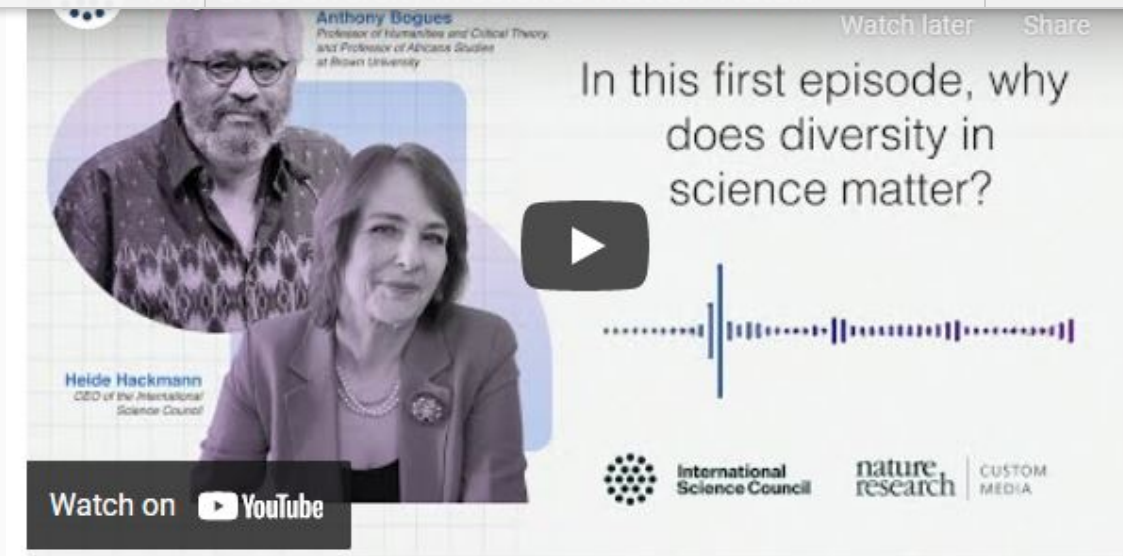 Anthony Bogues
Professor of Humanities and Critical Theory,
and Professor of Africana Studies
at Brown University
Watch later
Share
In this first episode, why
does diversity in
science matter?
Heide Hackmann
CEO of the International
Science Council
International
Science Council
nature
research
CUSTOM
MEDIA
Watch on YouTube